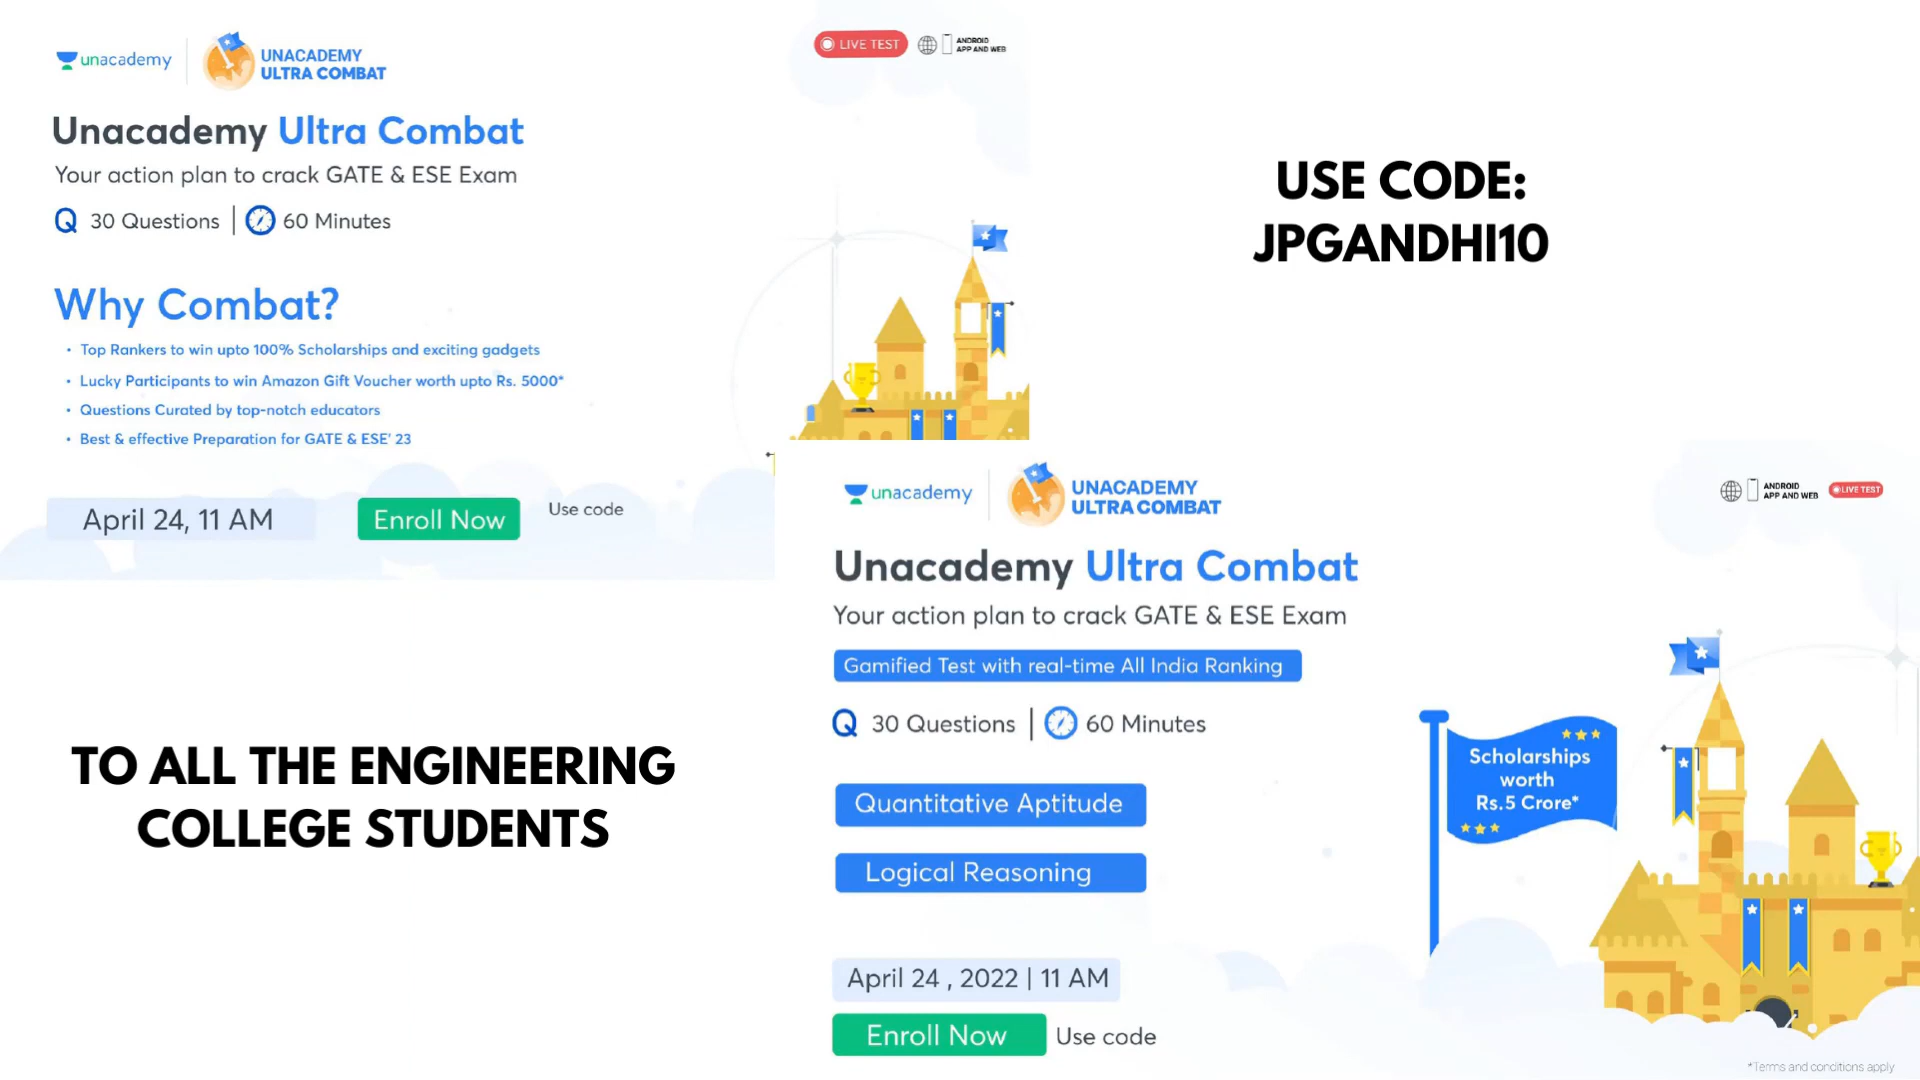 unacademy
UNACADEMY
ULTRA COMBAT
Unacademy Ultra Combat
Your action plan to crack GATE & ESE Exam
Q 30 Questions | 60 Minutes
Why Combat?
• Top Rankers to win upto 100% Scholarships and exciting gadgets
• Lucky Participants to win Amazon Gift Voucher worth upto Rs. 5000*
• Questions Curated by top-notch educators
• Best & effective Preparation for GATE & ESE' 23
April 24, 11 AM
Enroll Now
Use code
LIVE TEST
ANDROID
APP AND WEB
USE CODE:
JPGANDHI10
TO ALL THE ENGINEERING
COLLEGE STUDENTS
unacademy
UNACADEMY
ULTRA COMBAT
ANDROID
APP AND WEB
LIVE TEST
Unacademy Ultra Combat
Your action plan to crack GATE & ESE Exam
Gamified Test with real-time All India Ranking
Q 30 Questions | 60 Minutes
Quantitative Aptitude
Logical Reasoning
Scholarships
worth
Rs.5 Crore*
April 24 , 2022 | 11 AM
Enroll Now
Use code
*Terms and conditions apply